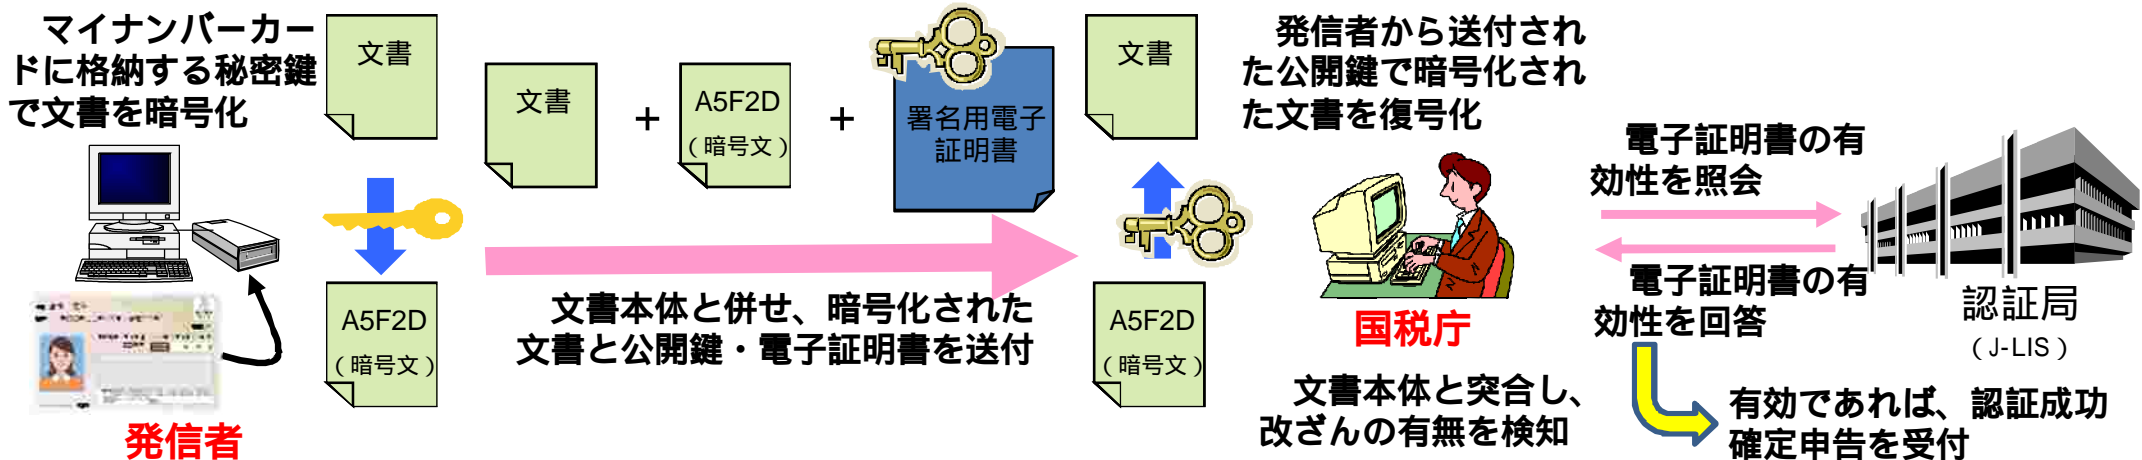 マイナンバーカー
ドに格納する秘密鍵
で文書を暗号化
文書
A5F2D
（暗号文）
発信者
文書
+
A5F2D
（暗号文）
+
署名用電子
証明書
文書本体と併せ、暗号化された
文書と公開鍵・電子証明書を送付
文書
A5F2D
（暗号文）
発信者から送付され
た公開鍵で暗号化され
た文書を復号化
国税庁
文書本体と突合し、
改ざんの有無を検知
電子証明書の有
効性を照会
電子証明書の有
効性を回答
認証局
（J-LIS）
有効であれば、認証成功
確定申告を受付